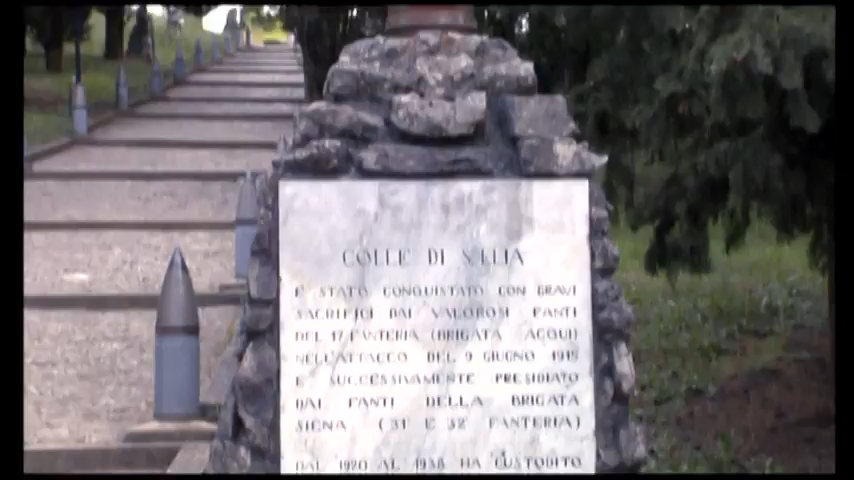 COLLE DI S.ELIA
È STATO CONQUISTATO CON GRAVI
SACRIFICI DAI VALOROSI FANTI
DEL 17 FANTERIA (BRIGATA ACQUI)
NELL'ATTACCO DEL 9 GIUGNO 1915
E SUCCESSIVAMENTE PRESIDIATO
DAI FANTI DELLA BRIGATA
SIENA (31° E 32° FANTERIA)
DAL 1920 AL 1938 HA CUSTODITO